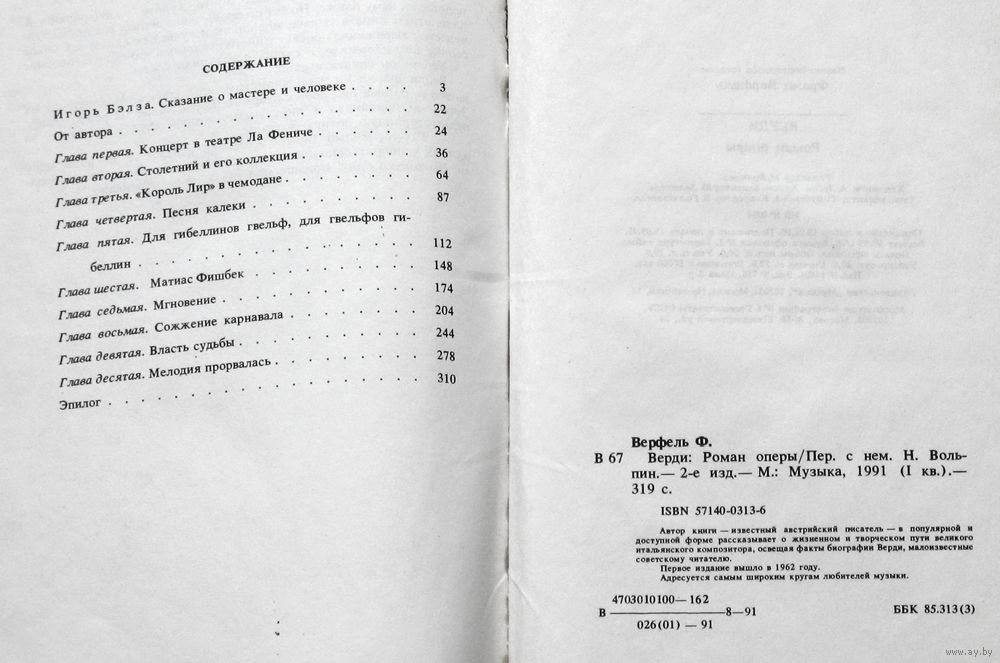 СОДЕРЖАНИЕ
Игорь Бэлза. Сказание о мастере и человеке . . . . 3
От автора . . . . . . . . . . . . . . . . 22
Глава первая. Концерт в театре Ла Фениче . . . . . 24
Глава вторая. Столетний и его коллекция . . . . . . 36
Глава третья. «Король Лир» в чемодане . . . . . . . 64
Глава четвертая. Песня калеки . . . . . . . . . 87
Глава пятая. Для гибеллинов гвельф, для гвельфов ги-
беллин . . . . . . . . . . . . . . . 112
Глава шестая. Матиас Фишбек . . . . . . . . . 148
Глава седьмая. Мгновение . . . . . . . . . . 174
Глава восьмая. Сожжение карнавала . . . . . . . 204
Глава девятая. Власть судьбы . . . . . . . . . 244
Глава десятая. Мелодия прорвалась . . . . . . . 278
Эпилог . . . . . . . . . . . . . . . . 310
Верфель Ф.
В 67 Верди: Роман оперы/Пер. с нем. Н. Воль-
пин.— 2-е изд.— М.: Музыка, 1991 (I кв.).—
319 с.
ISBN 57140-0313-6
Автор книги — известный австрийский писатель — в популярной и
доступной форме рассказывает о жизненном и творческом пути великого
итальянского композитора, освещая факты биографии Верди, малоизвестные
советскому читателю.
Первое издание вышло в 1962 году.
Адресуется самым широким кругам любителей музыки.
4703010100—162
В ——————— 8—91
026(01) — 91
ББК 85.313(3)
www.ay.by